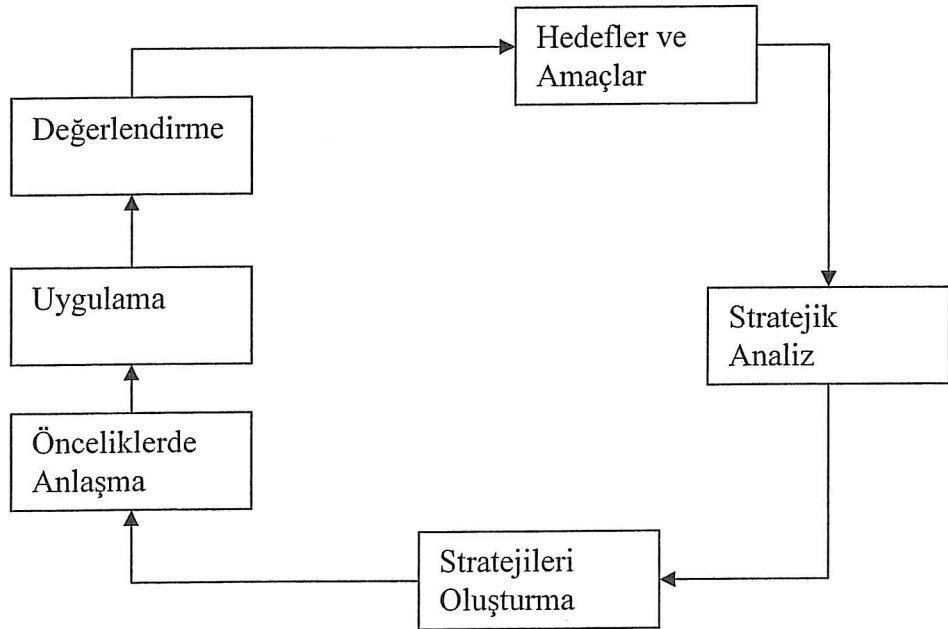 Hedefler ve
Amaçlar
Değerlendirme
Uygulama
Stratejik
Analiz
Önceliklerde
Anlaşma
Stratejileri
Oluşturma